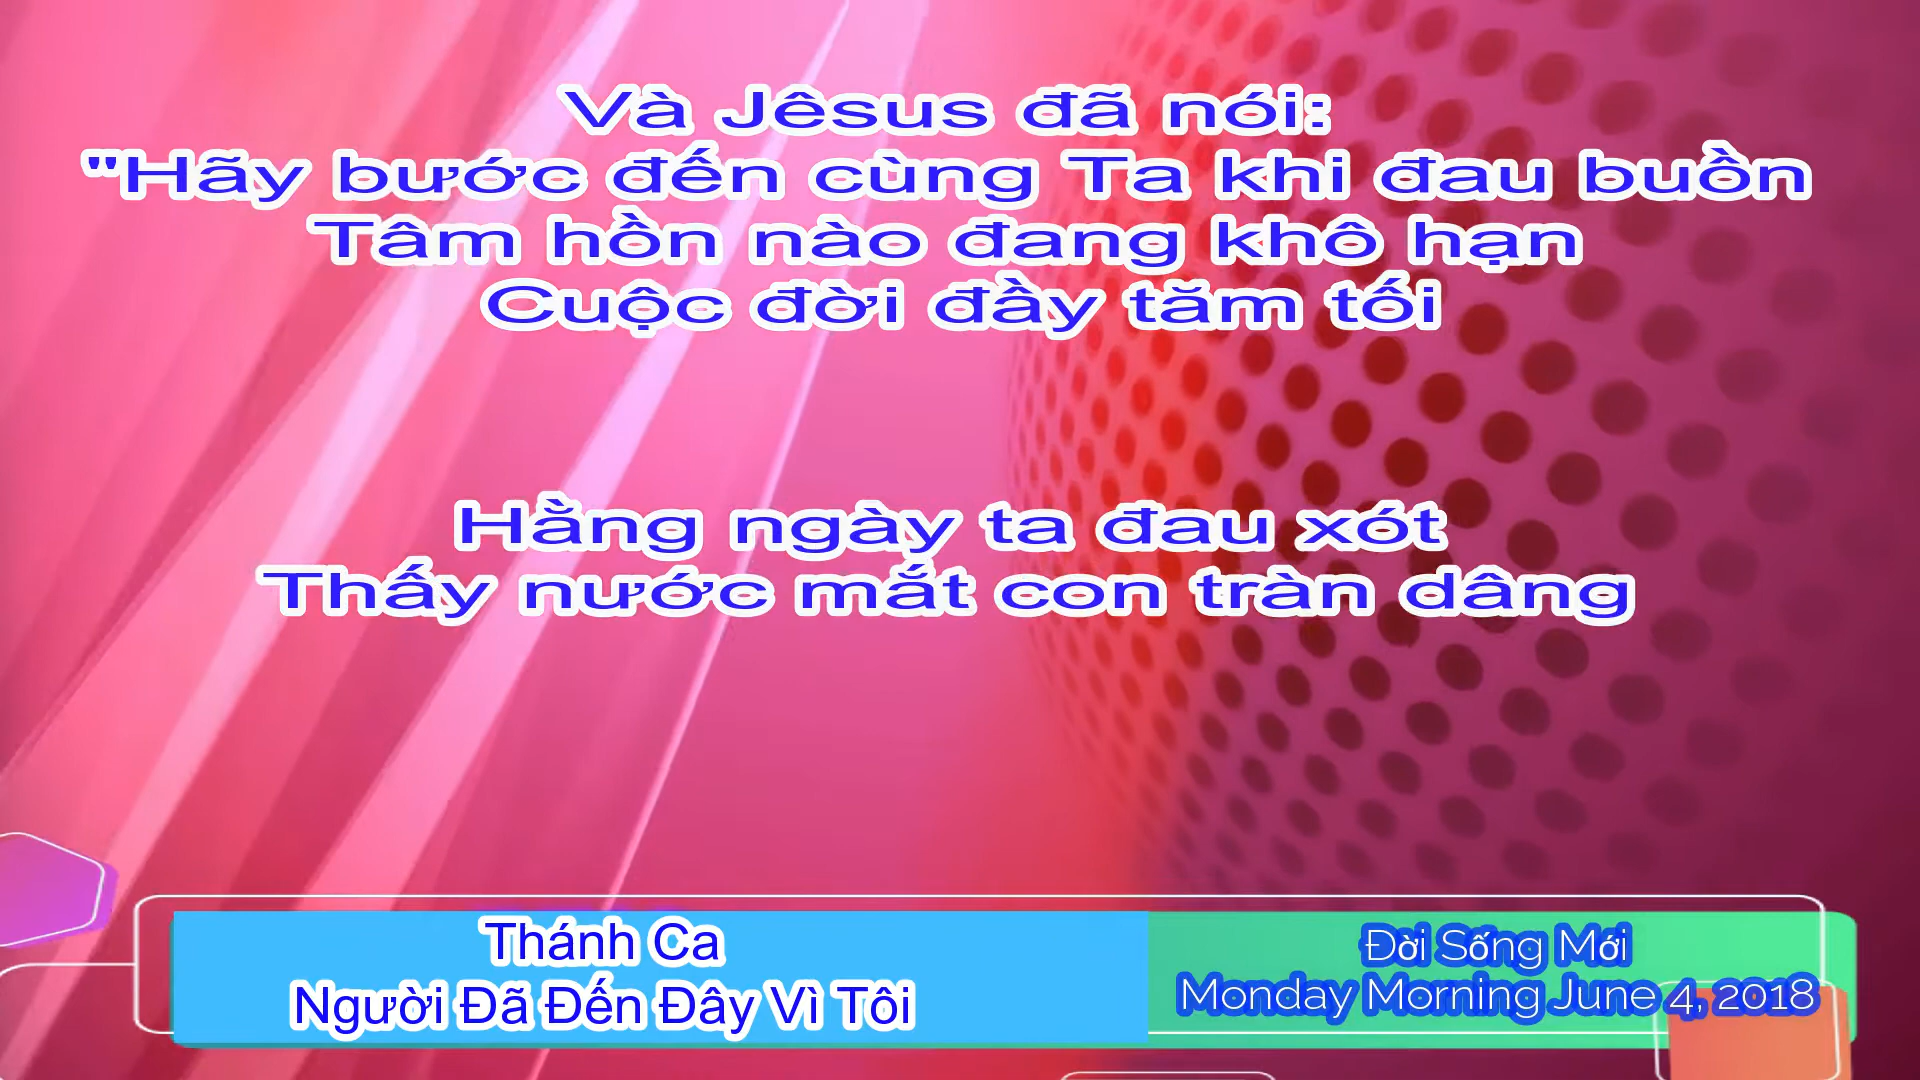 Và Jêsus đã nói:
"Hãy bước đến cùng Ta khi đau buồn
Tâm hồn nào đang khô hạn
Cuộc đời đầy tăm tối
Hằng ngày ta đau xót
Thấy nước mắt con tràn dâng
Thánh Ca
Người Đã Đến Đây Vì Tôi
Đời Sống Mới
Monday Morning June 4, 2018